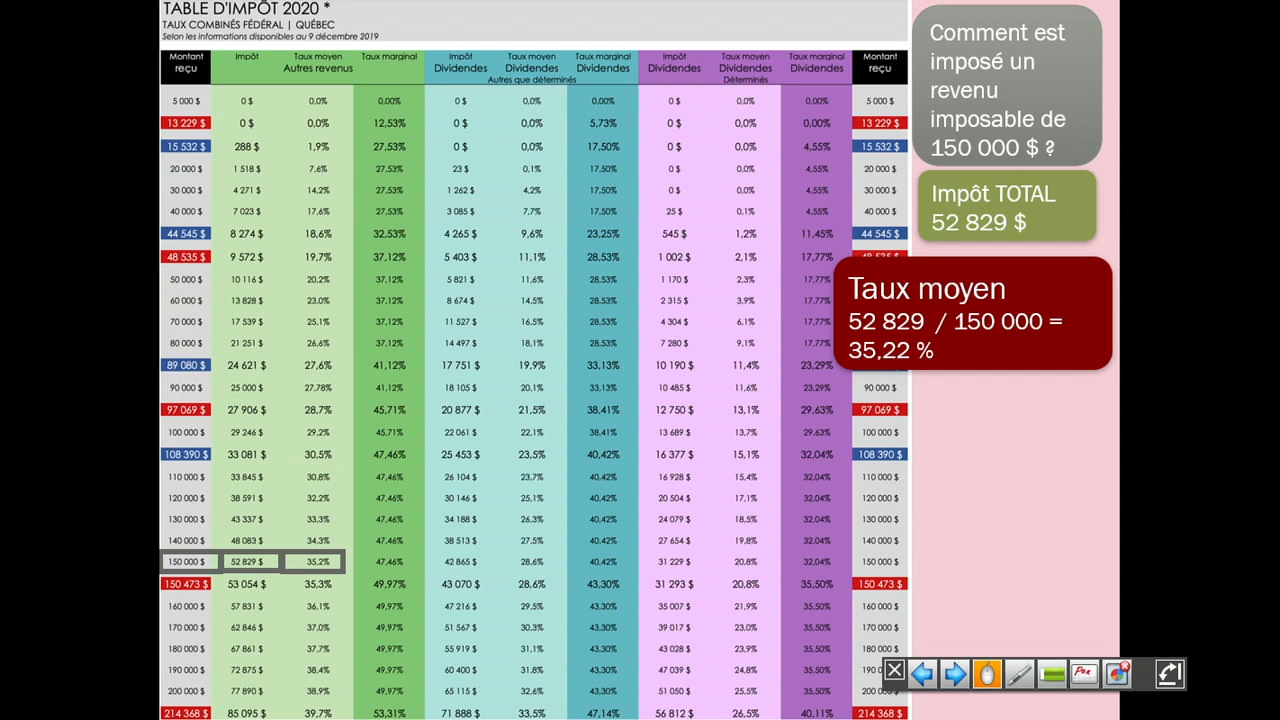 TABLE D'IMPÔT 2020 *
TAUX COMBINÉS FÉDÉRAL | QUÉBEC
Selon les informations disponibles au 9 décembre 2019
Montant Impôt Taux moyen Taux marginal Impôt Taux moyen Taux marginal Impôt Taux moyen Taux marginal Montant
reçu Autres revenus Dividendes Dividendes Dividendes Dividendes Dividendes Dividendes reçu
Autres que déterminés Déterminés
5 000 $ 0 $ 0,0% 0,00% 0 $ 0,0% 0,00% 0 $ 0,0% 0,00% 5 000 $
13 229 $ 0 $ 0,0% 12,53% 0 $ 0,0% 5,73% 0 $ 0,0% 0,00% 13 229 $
15 532 $ 288 $ 1,9% 27,53% 0 $ 0,0% 17,50% 0 $ 0,0% 4,55% 15 532 $
20 000 $ 1 518 $ 7,6% 27,53% 23 $ 0,1% 17,50% 0 $ 0,0% 4,55% 20 000 $
30 000 $ 4 271 $ 14,2% 27,53% 1 262 $ 4,2% 17,50% 0 $ 0,0% 4,55% 30 000 $
40 000 $ 7 023 $ 17,6% 27,53% 3 085 $ 7,7% 17,50% 25 $ 0,1% 4,55% 40 000 $
44 545 $ 8 274 $ 18,6% 32,53% 4 265 $ 9,6% 23,25% 545 $ 1,2% 11,45% 44 545 $
48 535 $ 9 572 $ 19,7% 37,12% 5 403 $ 11,1% 28,53% 1 002 $ 2,1% 17,77%
50 000 $ 10 116 $ 20,2% 37,12% 5 821 $ 11,6% 28,53% 1 170 $ 2,3% 17,77%
60 000 $ 13 828 $ 23,0% 37,12% 8 674 $ 14,5% 28,53% 2 315 $ 3,9% 17,77%
70 000 $ 17 539 $ 25,1% 37,12% 11 527 $ 16,5% 28,53% 4 304 $ 6,1% 17,77%
80 000 $ 21 251 $ 26,6% 37,12% 14 497 $ 18,1% 28,53% 7 280 $ 9,1% 17,77%
89 080 $ 24 621 $ 27,6% 41,12% 17 751 $ 19,9% 33,13% 10 190 $ 11,4% 23,29%
90 000 $ 25 000 $ 27,78% 41,12% 18 105 $ 20,1% 33,13% 10 485 $ 11,6% 23,29% 90 000 $
97 069 $ 27 906 $ 28,7% 45,71% 20 877 $ 21,5% 38,41% 12 750 $ 13,1% 29,63% 97 069 $
100 000 $ 29 246 $ 29,2% 45,71% 22 061 $ 22,1% 38,41% 13 689 $ 13,7% 29,63% 100 000 $
108 390 $ 33 081 $ 30,5% 47,46% 25 453 $ 23,5% 40,42% 16 377 $ 15,1% 32,04% 108 390 $
110 000 $ 33 845 $ 30,8% 47,46% 26 104 $ 23,7% 40,42% 16 928 $ 15,4% 32,04% 110 000 $
120 000 $ 38 591 $ 32,2% 47,46% 30 146 $ 25,1% 40,42% 20 504 $ 17,1% 32,04% 120 000 $
130 000 $ 43 337 $ 33,3% 47,46% 34 188 $ 26,3% 40,42% 24 079 $ 18,5% 32,04% 130 000 $
140 000 $ 48 083 $ 34,3% 47,46% 38 513 $ 27,5% 40,42% 27 654 $ 19,8% 32,04% 140 000 $
150 000 $ 52 829 $ 35,2% 47,46% 42 865 $ 28,6% 40,42% 31 229 $ 20,8% 32,04% 150 000 $
150 473 $ 53 054 $ 35,3% 49,97% 43 070 $ 28,6% 43,30% 31 293 $ 20,8% 35,50% 150 473 $
160 000 $ 57 831 $ 36,1% 49,97% 47 216 $ 29,5% 43,30% 35 007 $ 21,9% 35,50% 160 000 $
170 000 $ 62 846 $ 37,0% 49,97% 51 567 $ 30,3% 43,30% 39 017 $ 23,0% 35,50% 170 000 $
180 000 $ 67 861 $ 37,7% 49,97% 55 919 $ 31,1% 43,30% 43 028 $ 23,9% 35,50% 180 000 $
190 000 $ 72 875 $ 38,4% 49,97% 60 400 $ 31,8% 43,30% 47 039 $ 24,8% 35,50%
200 000 $ 77 890 $ 38,9% 49,97% 65 115 $ 32,6% 43,30% 51 050 $ 25,5% 35,50%
214 368 $ 85 095 $ 39,7% 53,31% 71 888 $ 33,5% 47,14% 56 812 $ 26,5% 40,11% 214 368 $
Comment est
imposé un
revenu
imposable de
150 000 $ ?
Impôt TOTAL
52 829 $
Taux moyen
52 829 / 150 000 =
35,22 %